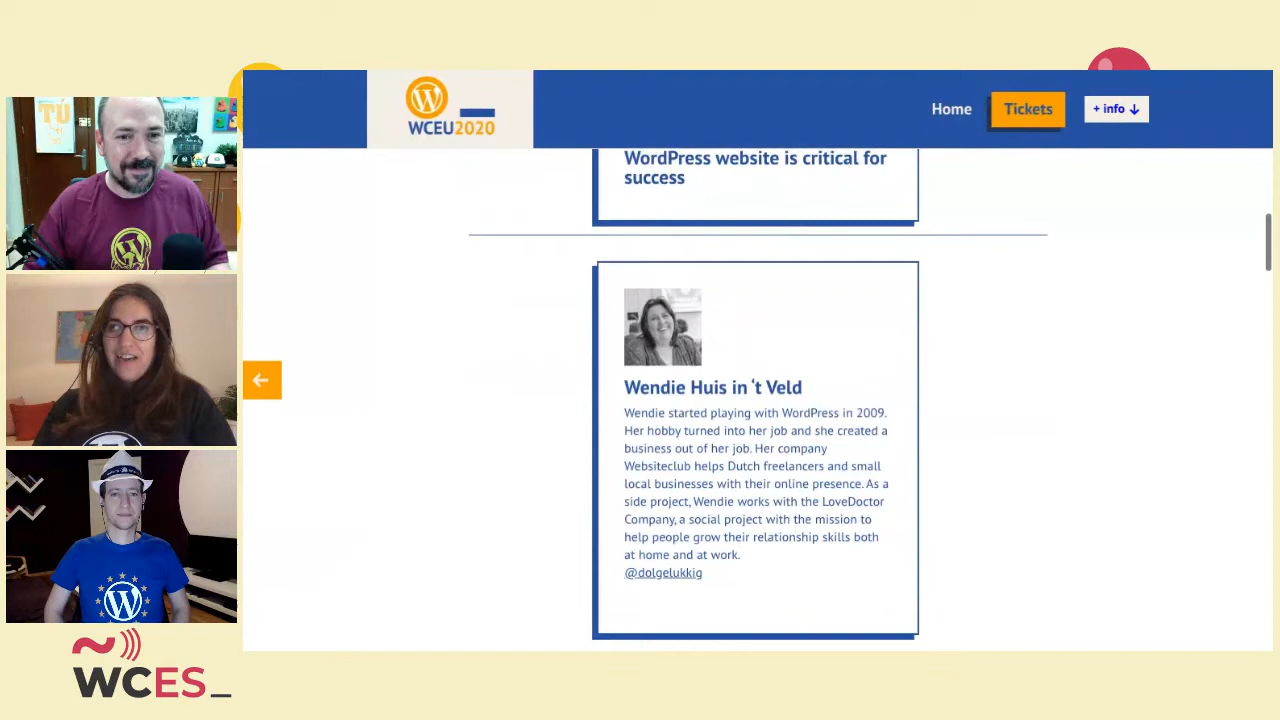 TÚ
WCEU2020
Home
Tickets
+ info ↓
WordPress website is critical for
success
Wendie Huis in ‘t Veld
Wendie started playing with WordPress in 2009.
Her hobby turned into her job and she created a
business out of her job. Her company
Websiteclub helps Dutch freelancers and small
local businesses with their online presence. As a
side project, Wendie works with the LoveDoctor
Company, a social project with the mission to
help people grow their relationship skills both
at home and at work.
@dolgelukkig
WCES_